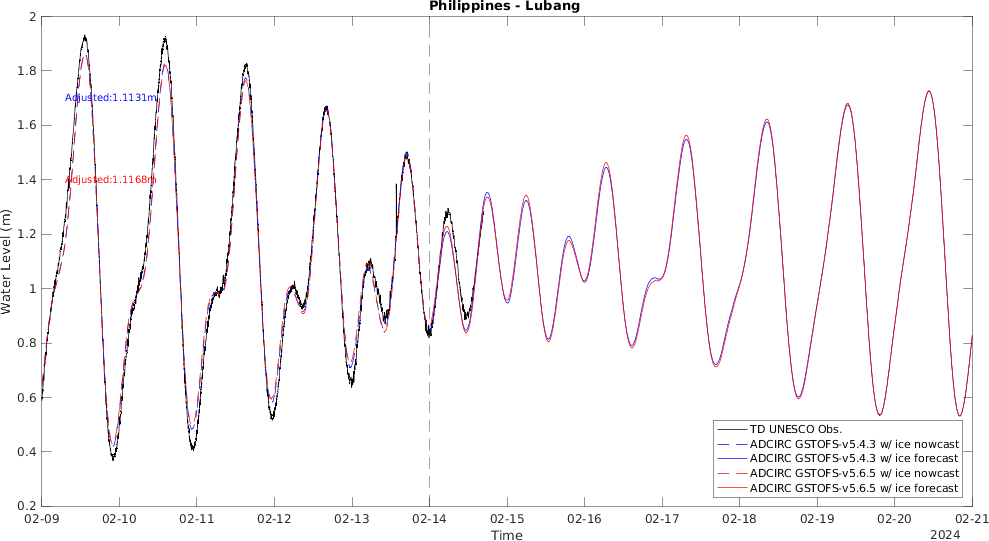 Philippines - Lubang
Water Level (m)
2
1.8
1.6
1.4
1.2
1
0.8
0.6
0.4
0.2
Adjusted:1.1131m
Adjusted:1.1168m
TD UNESCO Obs.
ADCIRC GSTOFS-v5.4.3 w/ ice nowcast
ADCIRC GSTOFS-v5.4.3 w/ ice forecast
ADCIRC GSTOFS-v5.6.5 w/ ice nowcast
ADCIRC GSTOFS-v5.6.5 w/ ice forecast
02-09 02-10 02-11 02-12 02-13 02-14 02-15 02-16 02-17 02-18 02-19 02-20 02-21
Time
2024